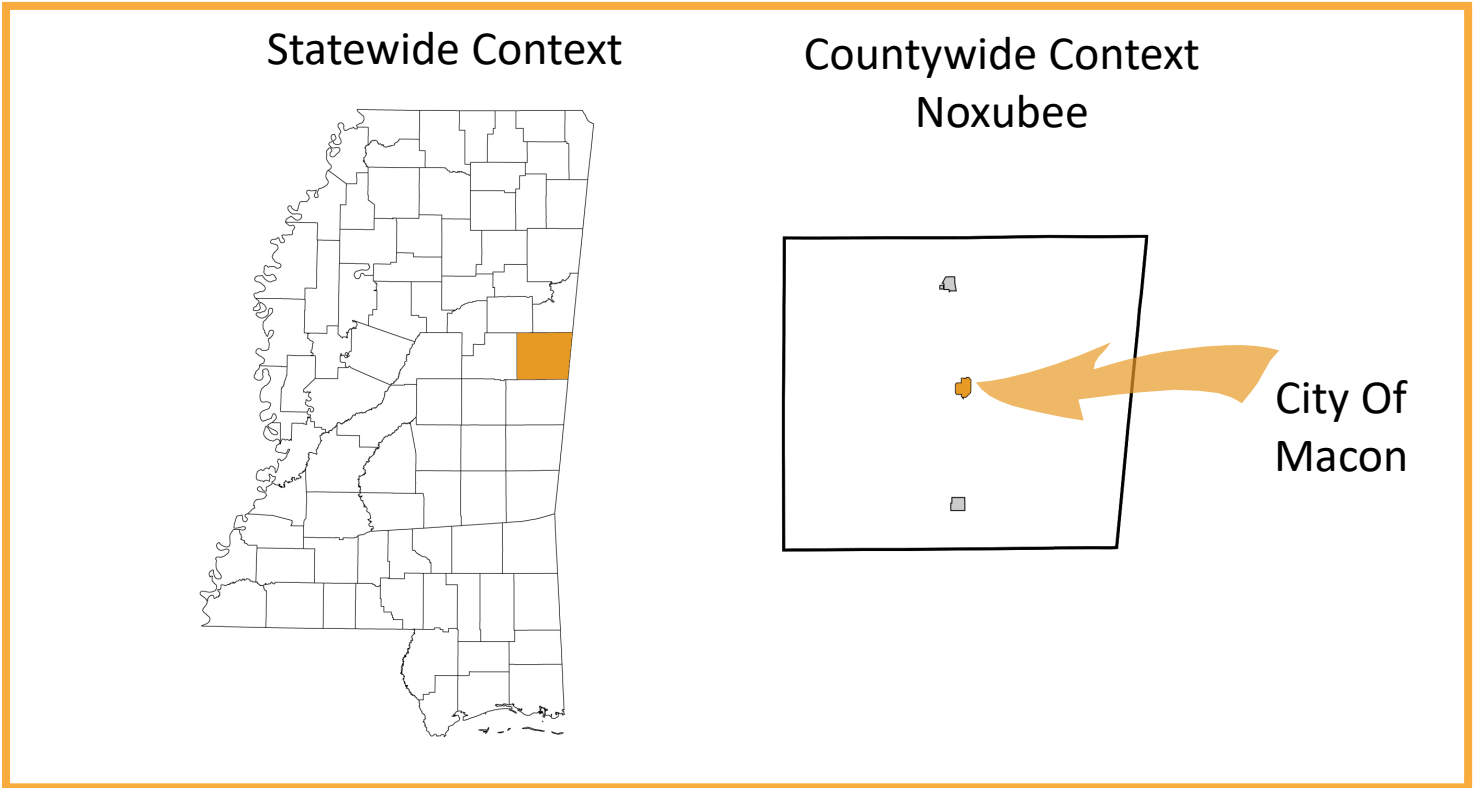 Statewide Context
Countywide Context
Noxubee
City Of
Macon